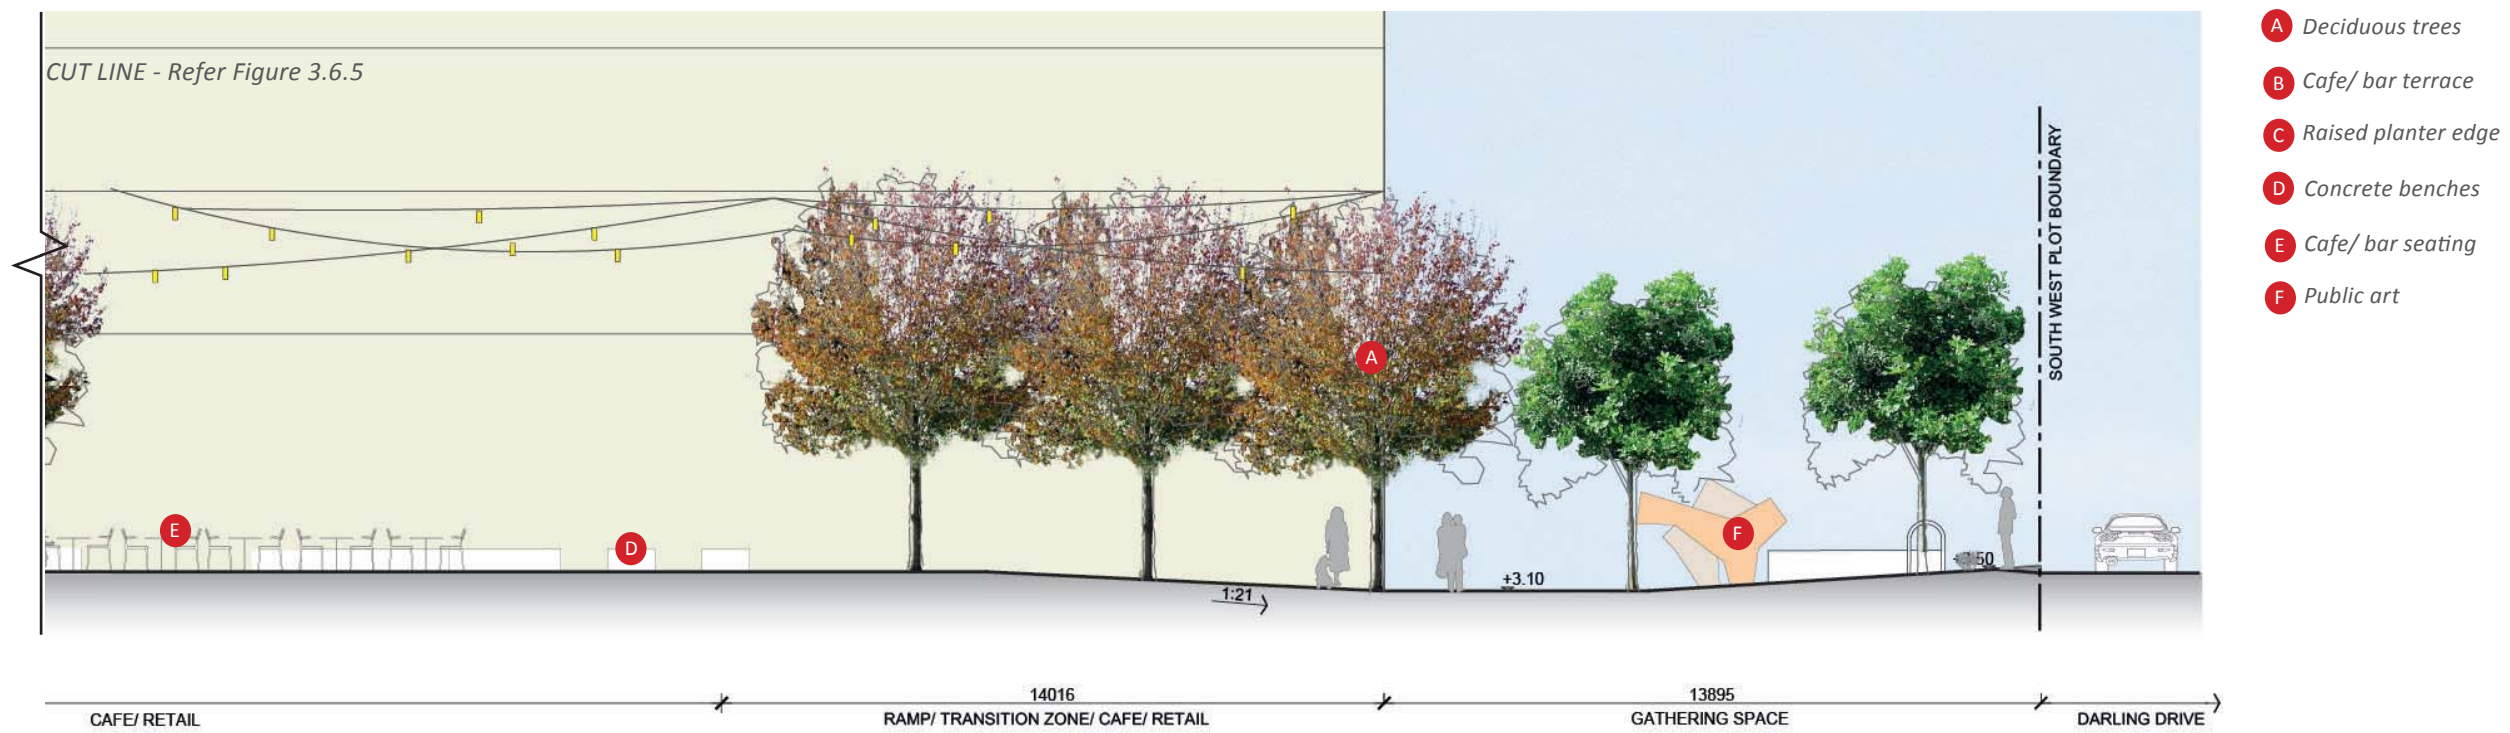 CUT LINE - Refer Figure 3.6.5
A Deciduous trees
B Cafe/ bar terrace
C Raised planter edge
D Concrete benches
E Cafe/ bar seating
F Public art
SOUTH WEST PLOT BOUNDARY
A
E
D
F
+3.10
1:21
14016
13895
CAFE/ RETAIL
RAMP/ TRANSITION ZONE/ CAFE/ RETAIL
GATHERING SPACE
DARLING DRIVE